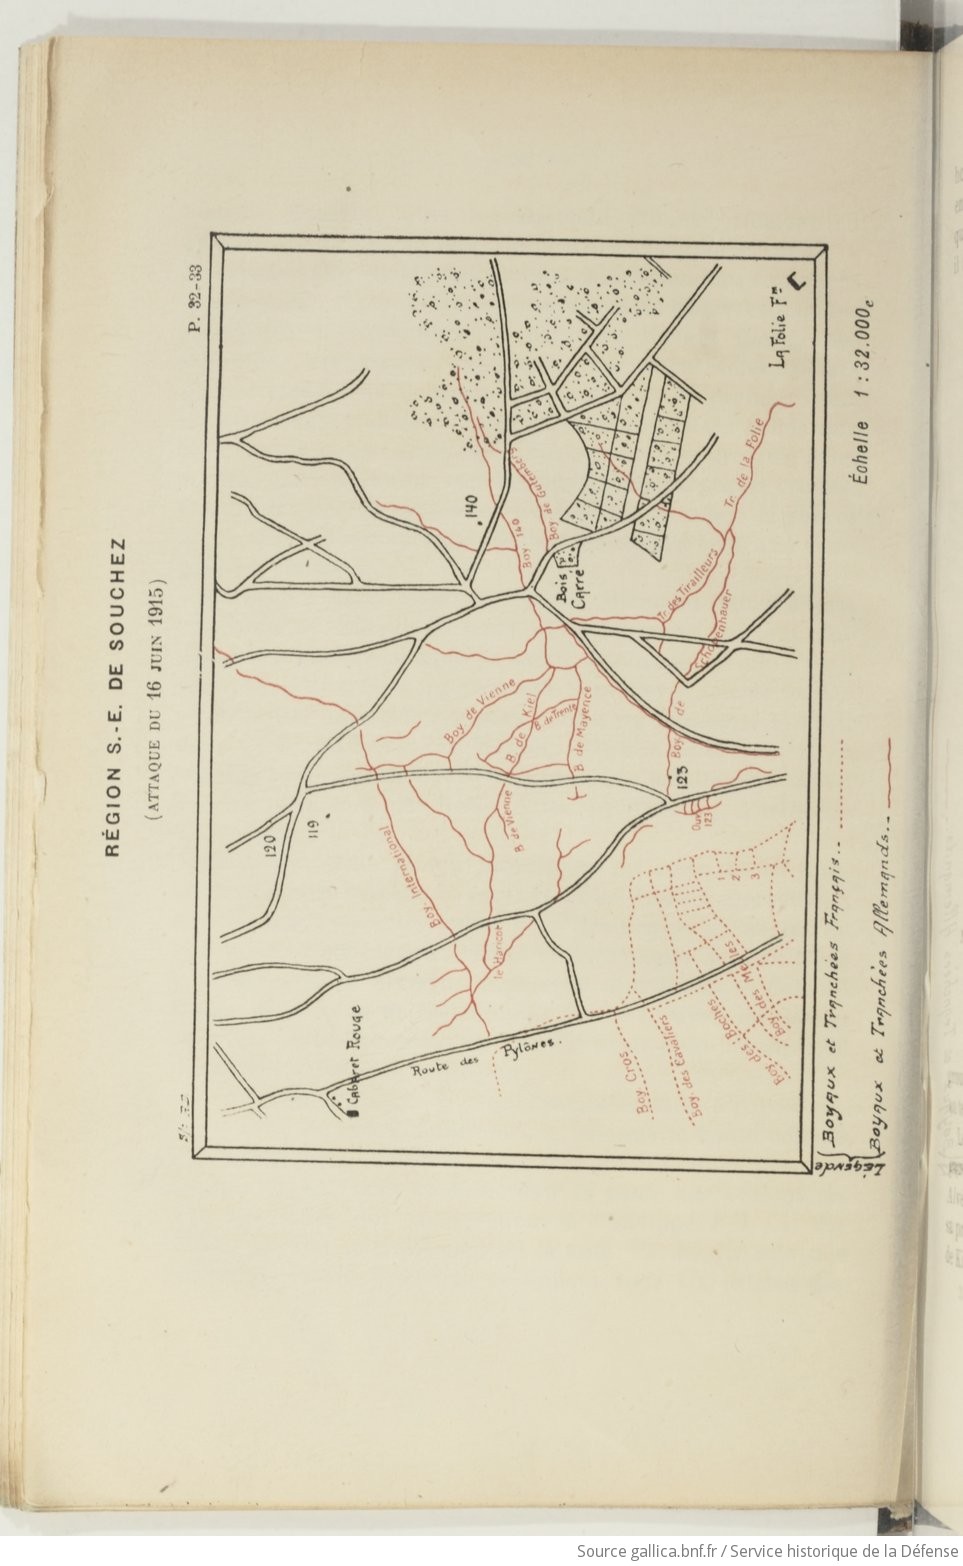 RÉGION S.-E. DE SOUCHEZ
(ATTAQUE DU 16 JUIN 1915)
P. 32-33
120
119
Cabaret Rouge
Boy. International
Route des
Pylônes.
le Haricot
Boy de Vienne
B. de Vienne
B. de Kiel
B. de Trente
B. de Mayence
140
Boy. 140
Boy. de Gutemberg
Bois
Carré
Boy. Cros
Boy. des Cavaliers
Boy des Boches
Boy. des Mesles
1
2
3
Ouv.
123
123
Boy. de
Schopenhauer
Tr. des Tirailleurs
Tr. de la Folie
La Folie Fme
LÉGENDE
Boyaux et Tranchées Français..
Boyaux et Tranchées Allemands..
Échelle 1:32.000e
Source gallica.bnf.fr / Service historique de la Défense